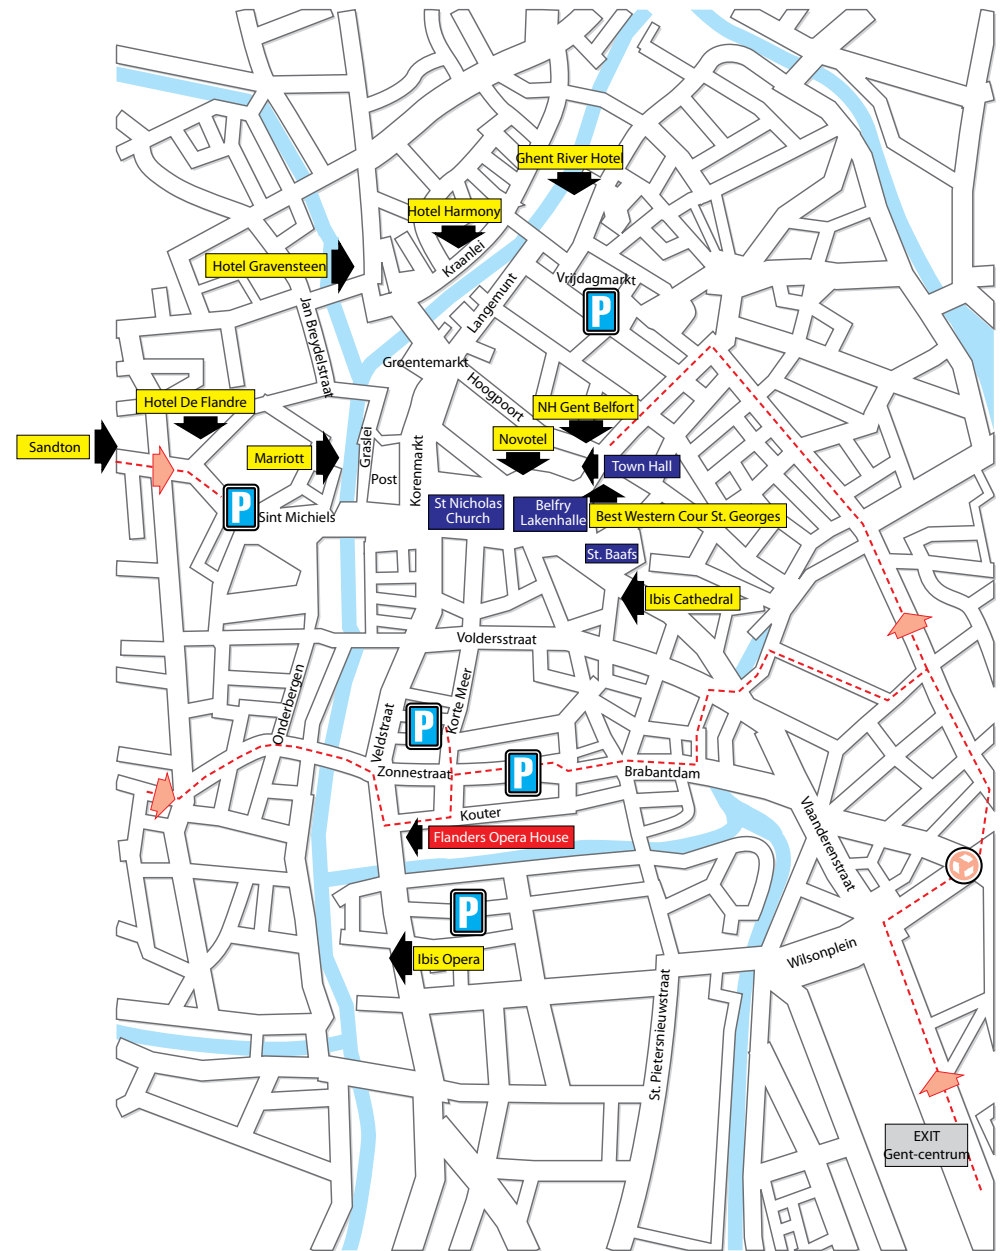 Ghent River Hotel
Hotel Harmony
Kraanlei
Hotel Gravensteen
Vrijdagmarkt
P
Langemunt
Jan Breydelstraat
Groentemarkt
Hoogpoort
Hotel De Flandre
NH Gent Belfort
Novotel
Sandton
Marriott
Graslei
Post
Korenmarkt
Town Hall
P
Sint Michiels
St Nicholas
Church
Belfry
Lakenhalle
Best Western Cour St. Georges
St. Baafs
Ibis Cathedral
Voldersstraat
Onderbergen
Veldstraat
P
Korte Meer
Zonnestraat
P
Brabantdam
Kouter
Flanders Opera House
Vlaanderenstraat
P
Ibis Opera
Wilsonplein
St. Pietersnieuwstraat
EXIT
Gent-centrum